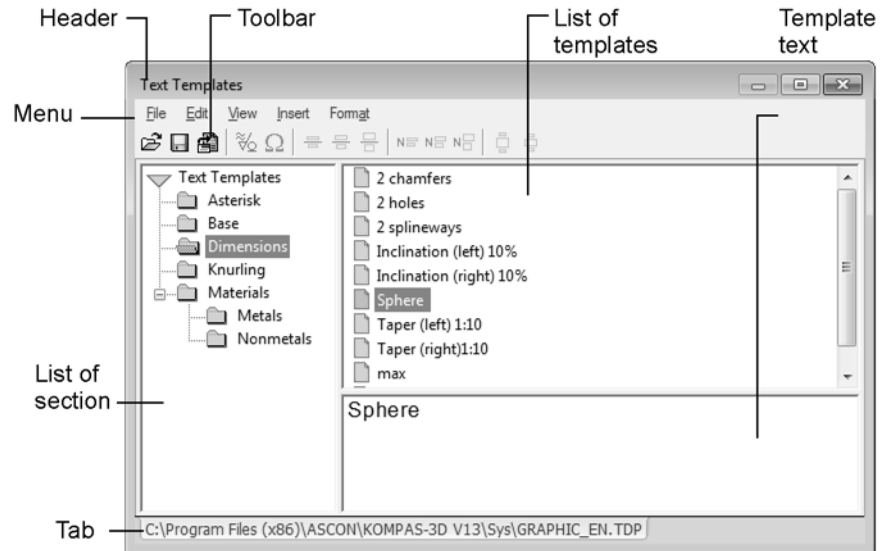 Header
Toolbar
List of
templates
Template
text
Text Templates
Menu
File Edit View Insert Format
Text Templates
Asterisk
Base
Dimensions
Knurling
Materials
Metals
Nonmetals
2 chamfers
2 holes
2 splineways
Inclination (left) 10%
Inclination (right) 10%
Sphere
Taper (left) 1:10
Taper (right)1:10
max
List of
section
Sphere
Tab
C:\Program Files (x86)\ASCON\KOMPAS-3D V13\Sys\GRAPHIC_EN.TDP